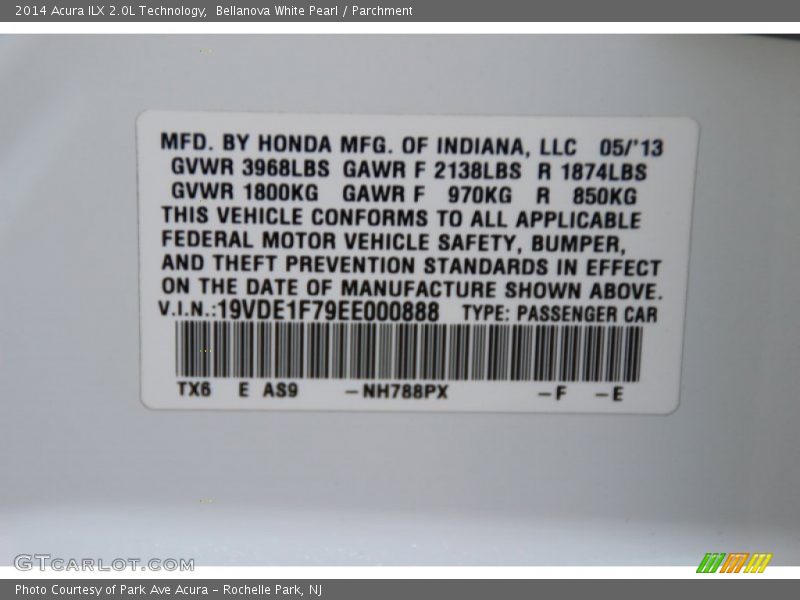 2014 Acura ILX 2.0L Technology,  Bellanova White Pearl / Parchment
MFD. BY HONDA MFG. OF INDIANA, LLC 05/'13
GVWR 3968LBS GAWR F 2138LBS R 1874LBS
GVWR 1800KG GAWR F 970KG R 850KG
THIS VEHICLE CONFORMS TO ALL APPLICABLE
FEDERAL MOTOR VEHICLE SAFETY, BUMPER,
AND THEFT PREVENTION STANDARDS IN EFFECT
ON THE DATE OF MANUFACTURE SHOWN ABOVE.
V.I.N.:19VDE1F79EE000888 TYPE: PASSENGER CAR
TX6 E AS9 –NH788PX –F –E
GTCARLOT.COM
Photo Courtesy of Park Ave Acura – Rochelle Park, NJ